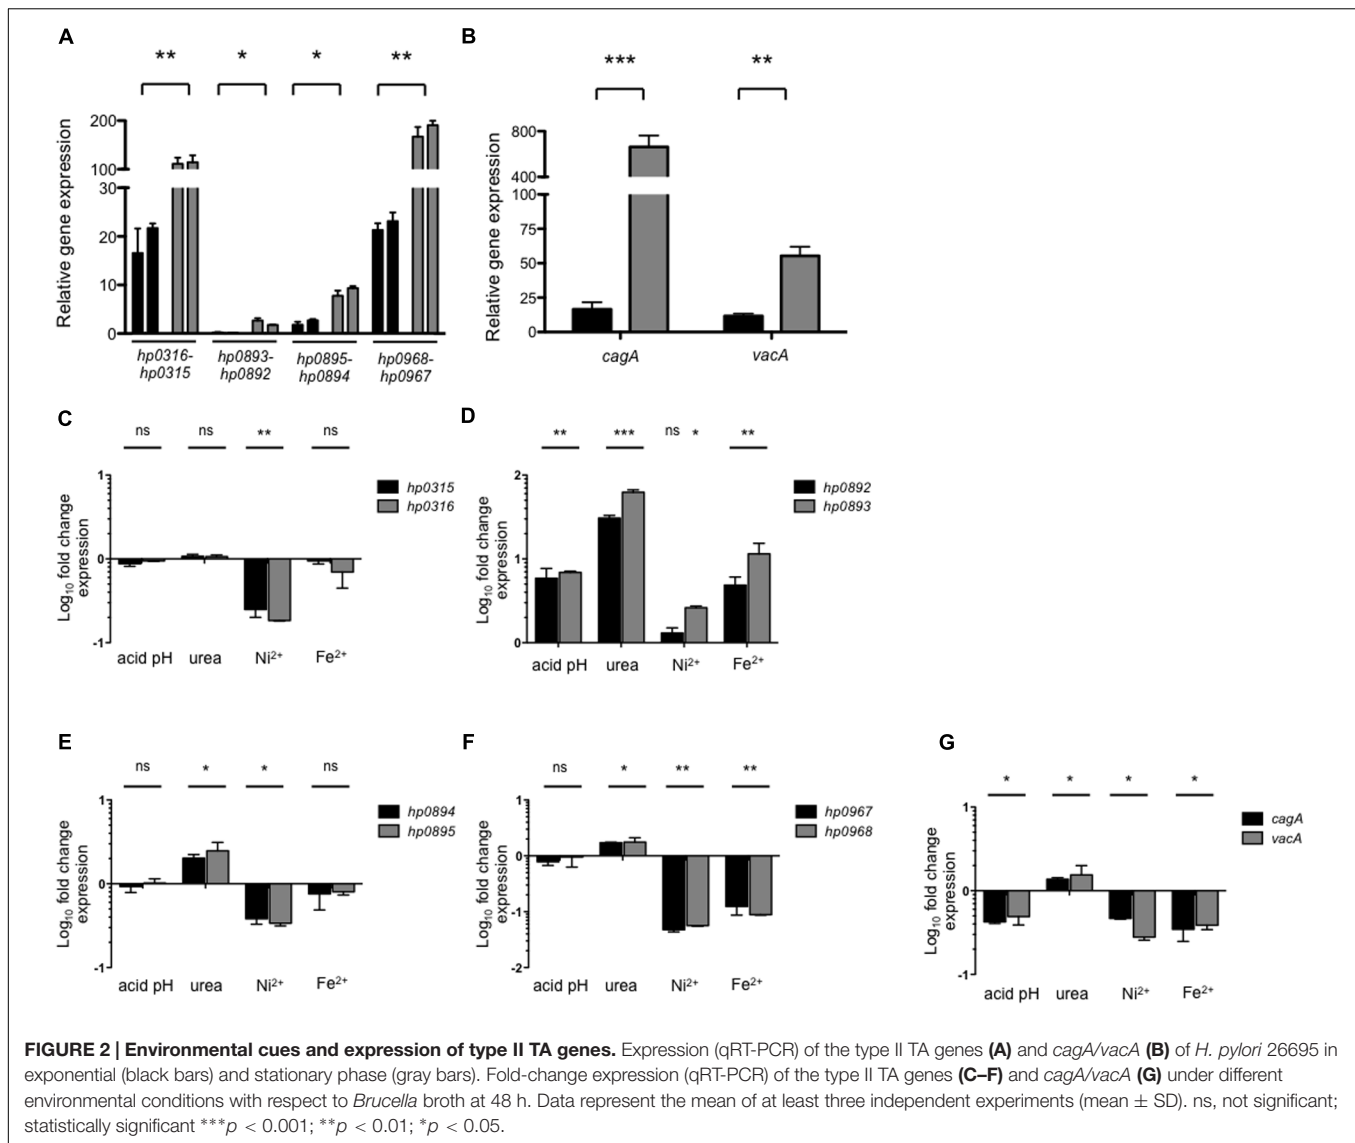 A
B
** * * **
*** **
Relative gene expression
200
100
30
20
10
0
hp0316-
hp0315
hp0893-
hp0892
hp0895-
hp0894
hp0968-
hp0967
Relative gene expression
800
400
100
75
50
25
0
cagA
vacA
C
ns ns ** ns
Log10 fold change
expression
1
0
-1
acid pH urea Ni2+ Fe2+
hp0315
hp0316
D
** *** ns * **
Log10 fold change
expression
2
1
0
acid pH urea Ni2+ Fe2+
hp0892
hp0893
E
ns * * ns
Log10 fold change
expression
1
0
-1
acid pH urea Ni2+ Fe2+
hp0894
hp0895
F
ns * ** **
Log10 fold change
expression
1
0
-1
-2
acid pH urea Ni2+ Fe2+
hp0967
hp0968
G
* * * *
Log10 fold change
expression
1
0
-1
acid pH urea Ni2+ Fe2+
cagA
vacA
FIGURE 2 | Environmental cues and expression of type II TA genes. Expression (qRT-PCR) of the type II TA genes (A) and cagA/vacA (B) of H. pylori 26695 in
exponential (black bars) and stationary phase (gray bars). Fold-change expression (qRT-PCR) of the type II TA genes (C–F) and cagA/vacA (G) under different
environmental conditions with respect to Brucella broth at 48 h. Data represent the mean of at least three independent experiments (mean ± SD). ns, not significant;
statistically significant ***p < 0.001; **p < 0.01; *p < 0.05.